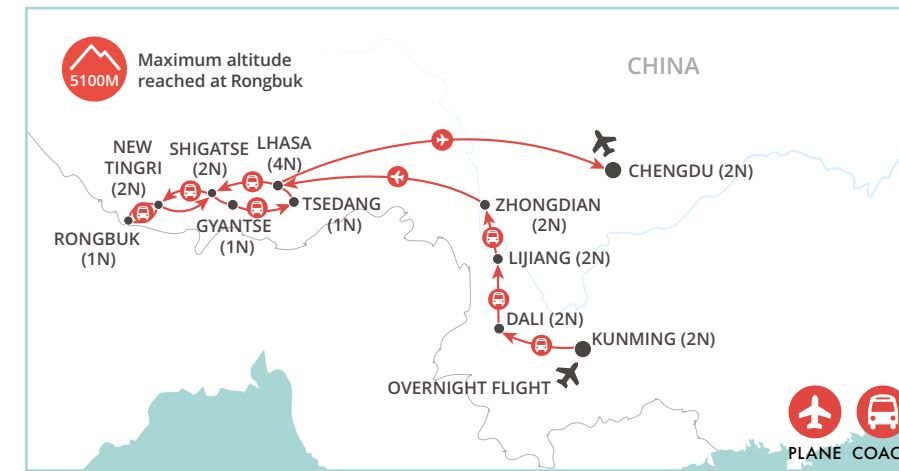 5100M
Maximum altitude
reached at Rongbuk
CHINA
NEW
TINGRI
(2N)
SHIGATSE
(2N)
LHASA
(4N)
CHENGDU (2N)
RONGBUK
(1N)
GYANTSE
(1N)
TSEDANG
(1N)
ZHONGDIAN
(2N)
LIJIANG (2N)
DALI (2N)
KUNMING (2N)
OVERNIGHT FLIGHT
PLANE COAC